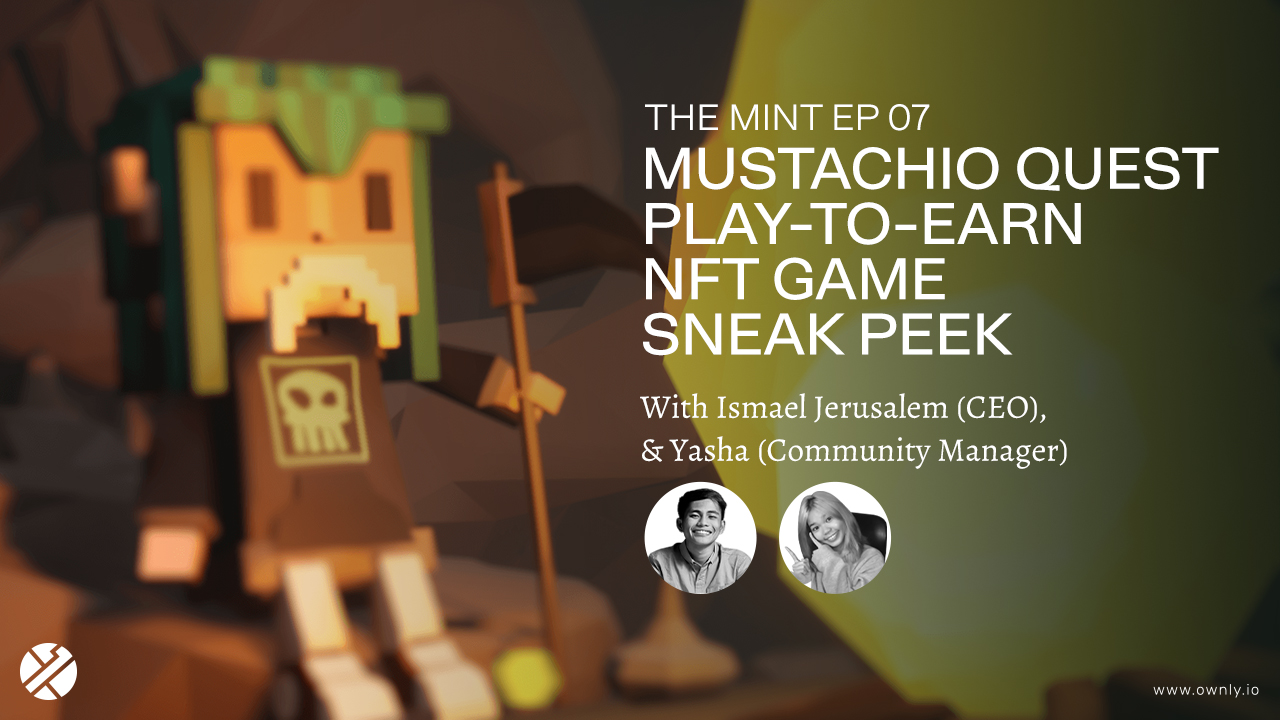 THE MINT EP 07
MUSTACHIO QUEST
PLAY-TO-EARN
NFT GAME
SNEAK PEEK
With Ismael Jerusalem (CEO),
& Yasha (Community Manager)
www.ownly.io